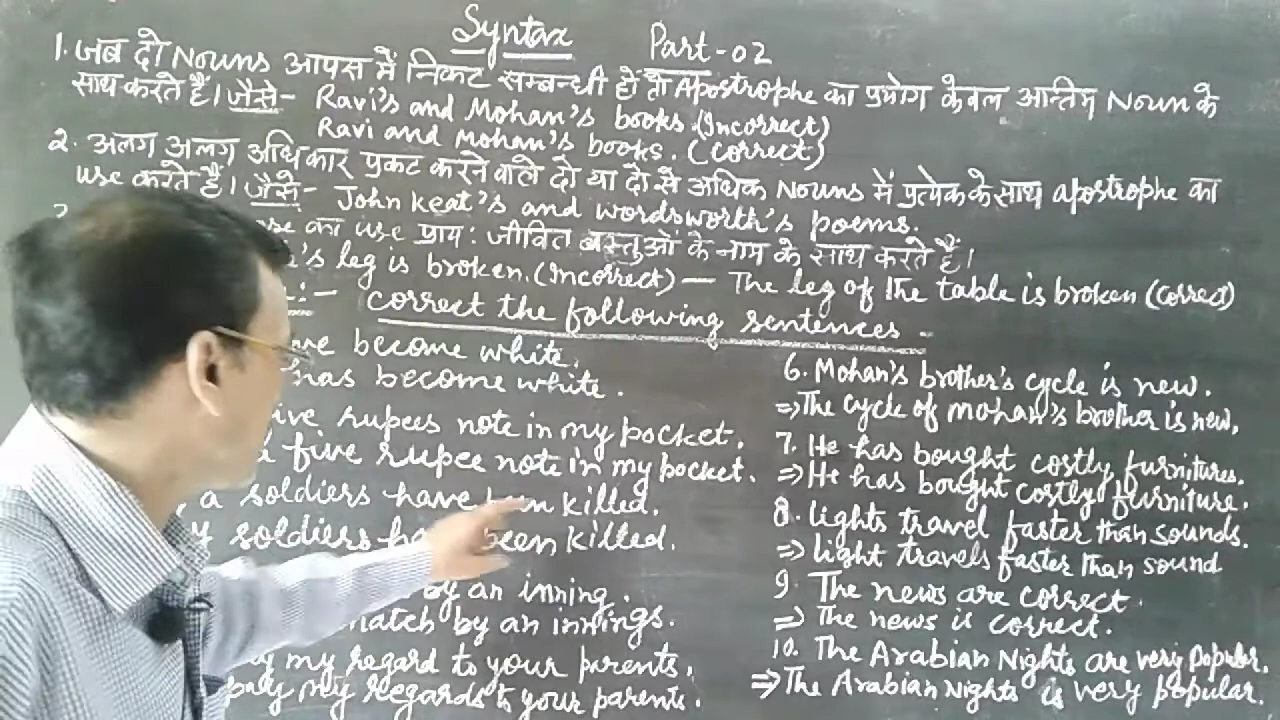 Syntax Part-02
1. जब दो Nouns आपस में निकट सम्बन्धी हो तो Apostrophe का प्रयोग केवल अन्तिम Noun के
साथ करते हैं। जैसे- Ravi's and Mohan's books. (Incorrect)
Ravi and Mohan's books. (Correct)
2. अलग अलग अधिकार प्रकट करने वाले दो या दो से अधिक Nouns में प्रत्येक के साथ apostrophe का
use करते हैं। जैसे- John Keat's and wordsworth's poems.
का use प्राय: जीवित वस्तुओं के नाम के साथ करते हैं।
's leg is broken. (Incorrect) — The leg of the table is broken (correct)
:- Correct the following sentences.
become white.
has become white.
five rupees note in my pocket.
five rupee note in my pocket.
a soldiers have killed.
soldiers been killed.
by an inning.
match by an innings.
my regard to your parents.
pay my regards to your parents.
6. Mohan's brother's cycle is new.
⇒ The cycle of mohan's brother is new.
7. He has bought costly furnitures.
⇒ He has bought costly furniture.
8. Lights travel faster than sounds.
⇒ light travels faster than sound
9. The news are correct.
⇒ The news is correct.
10. The Arabian Nights are very popular.
⇒ The Arabian Nights is very popular.